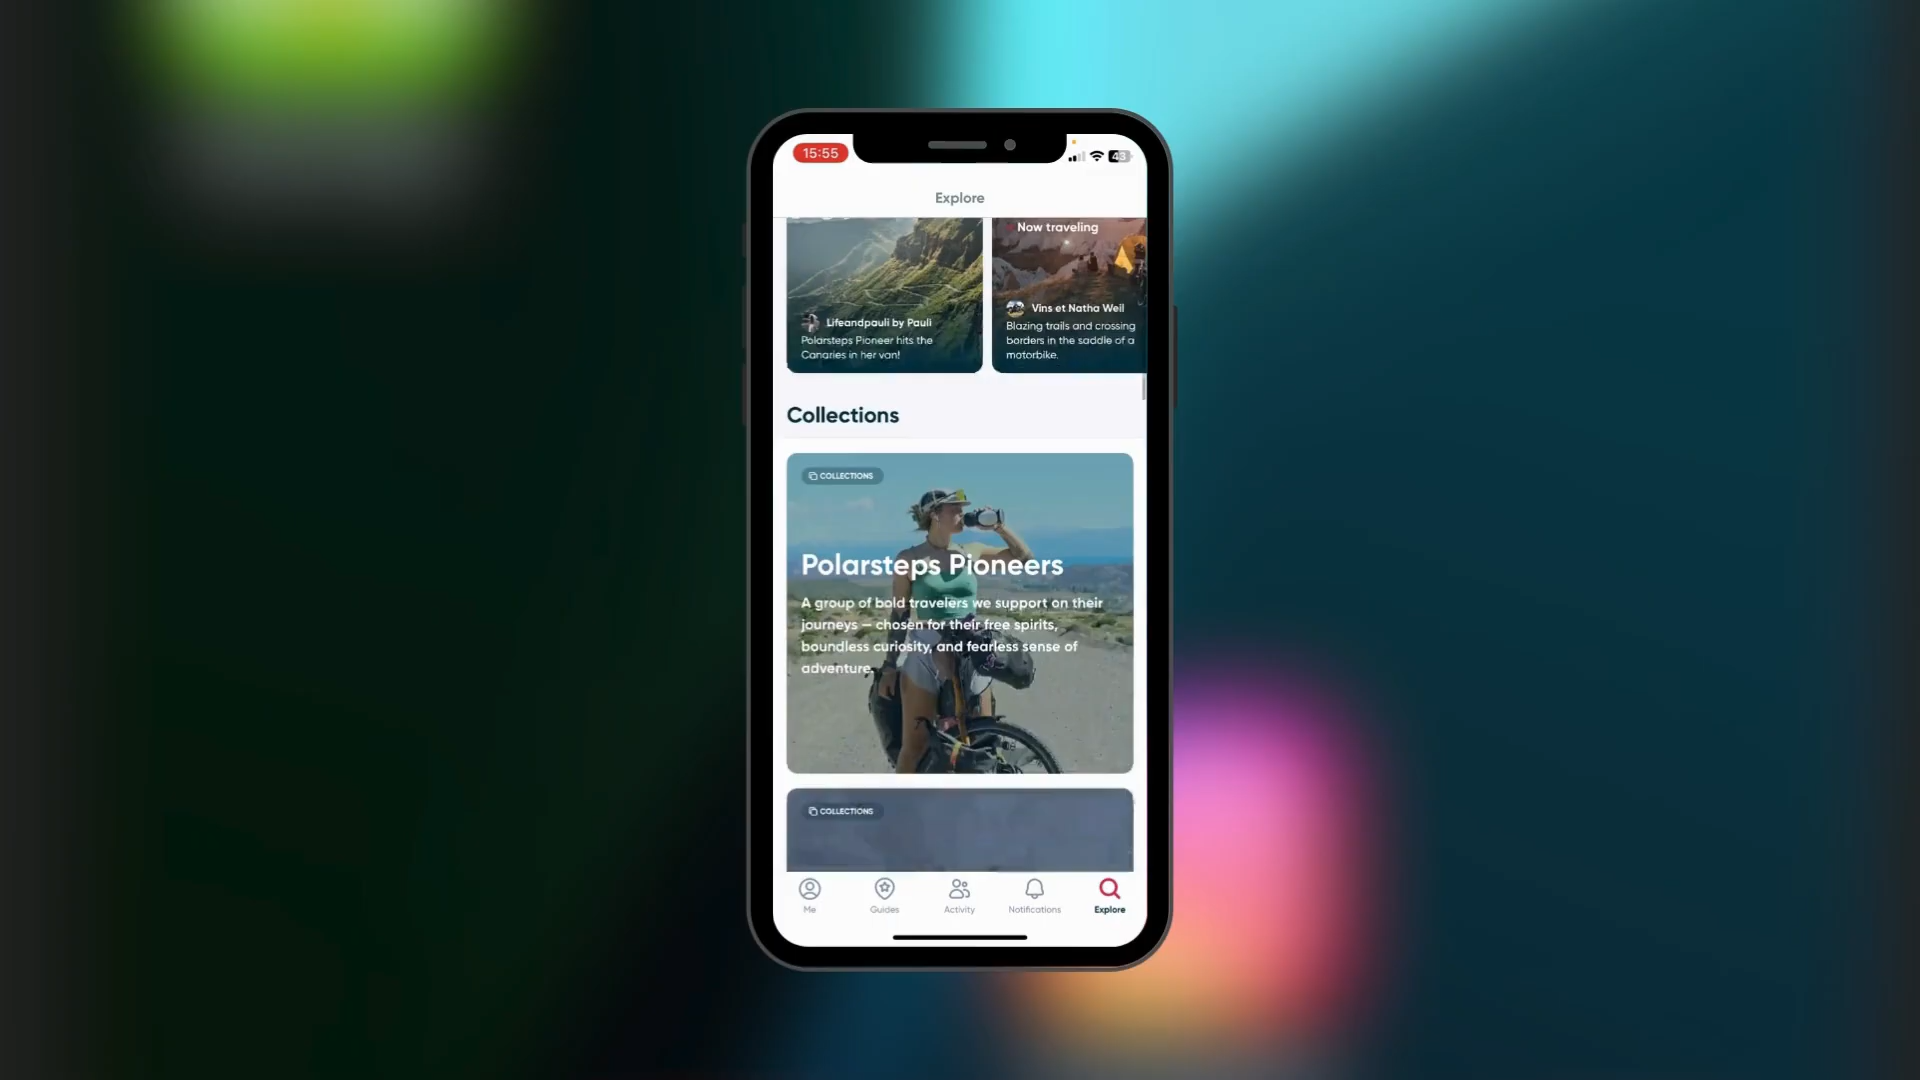 15:55
43
Explore
Now traveling
Lifeandpauli by Pauli
Polarsteps Pioneer hits the
Canaries in her van!
Vins et Natha Weil
Blazing trails and crossing
borders in the saddle of a
motorbike.
Collections
COLLECTIONS
Polarsteps Pioneers
A group of bold travelers we support on their
journeys — chosen for their free spirits,
boundless curiosity, and fearless sense of
adventure.
COLLECTIONS
Me
Guides
Activity
Notifications
Explore